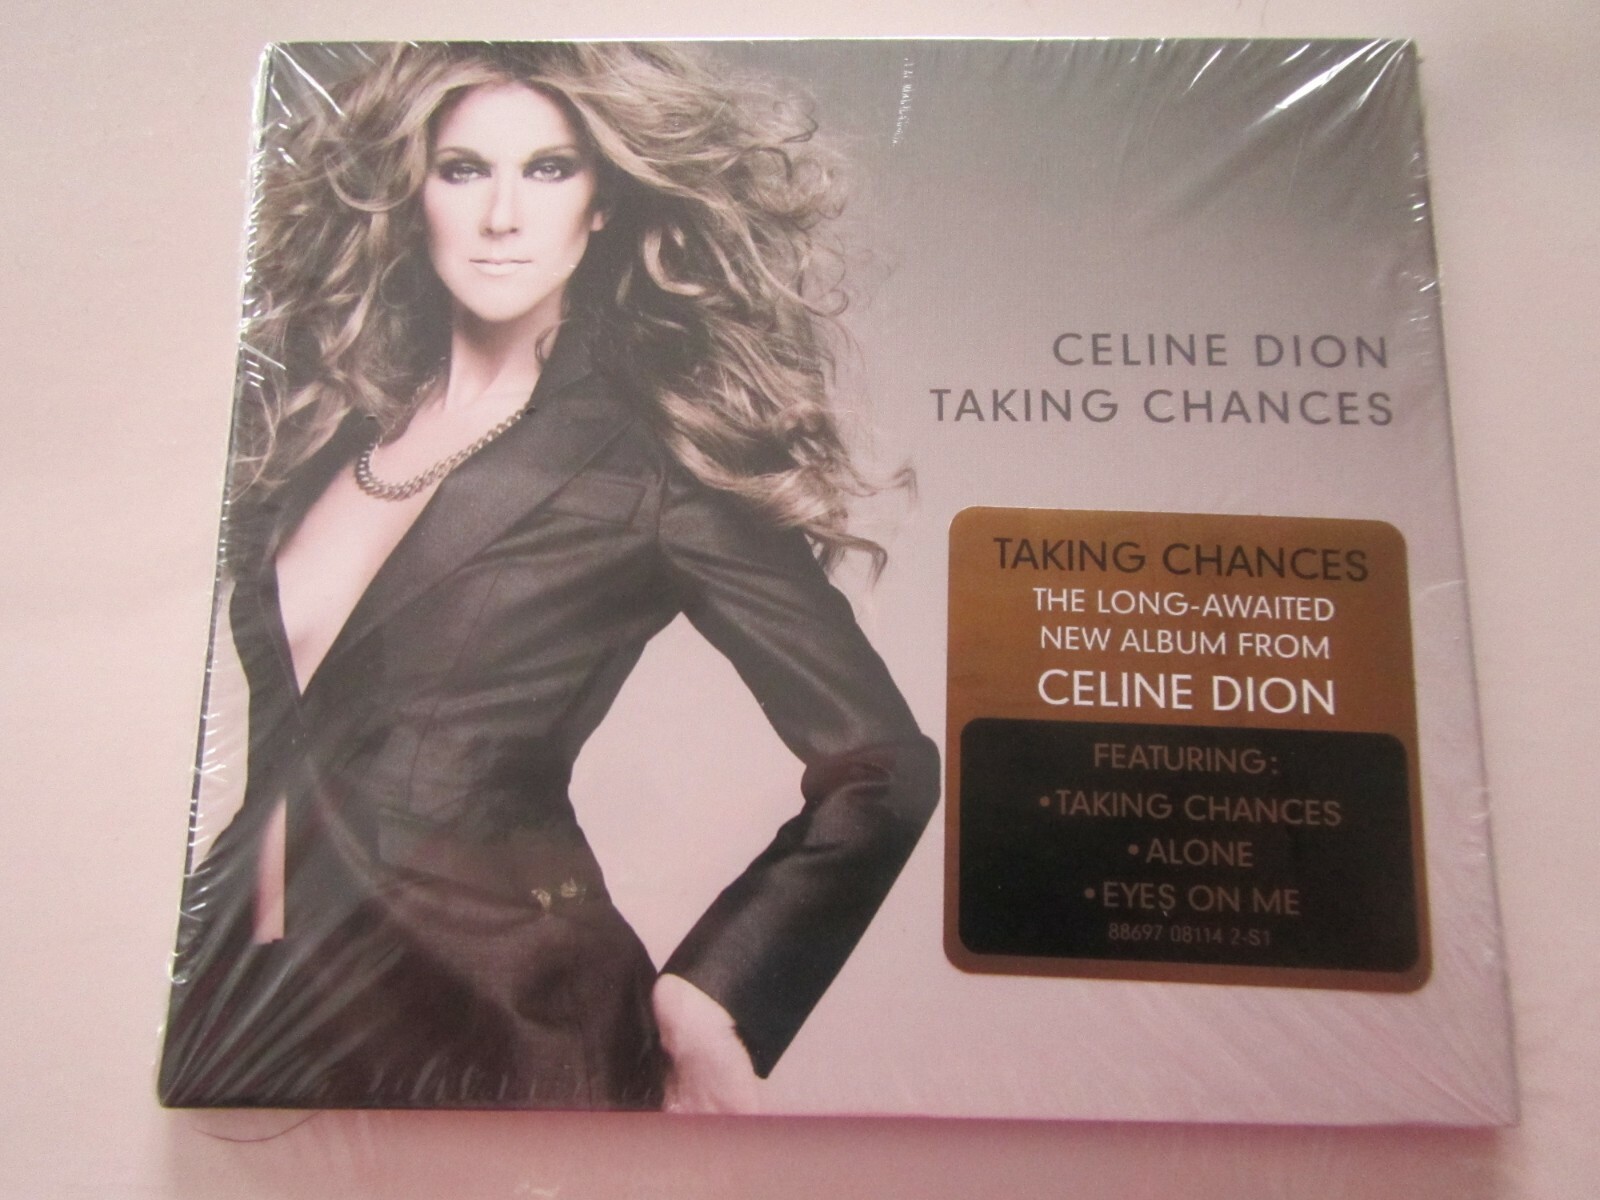 CELINE DION
TAKING CHANCES
TAKING CHANCES
THE LONG-AWAITED
NEW ALBUM FROM
CELINE DION
FEATURING:
•TAKING CHANCES
•ALONE
•EYES ON ME
88697 08114 2-S1